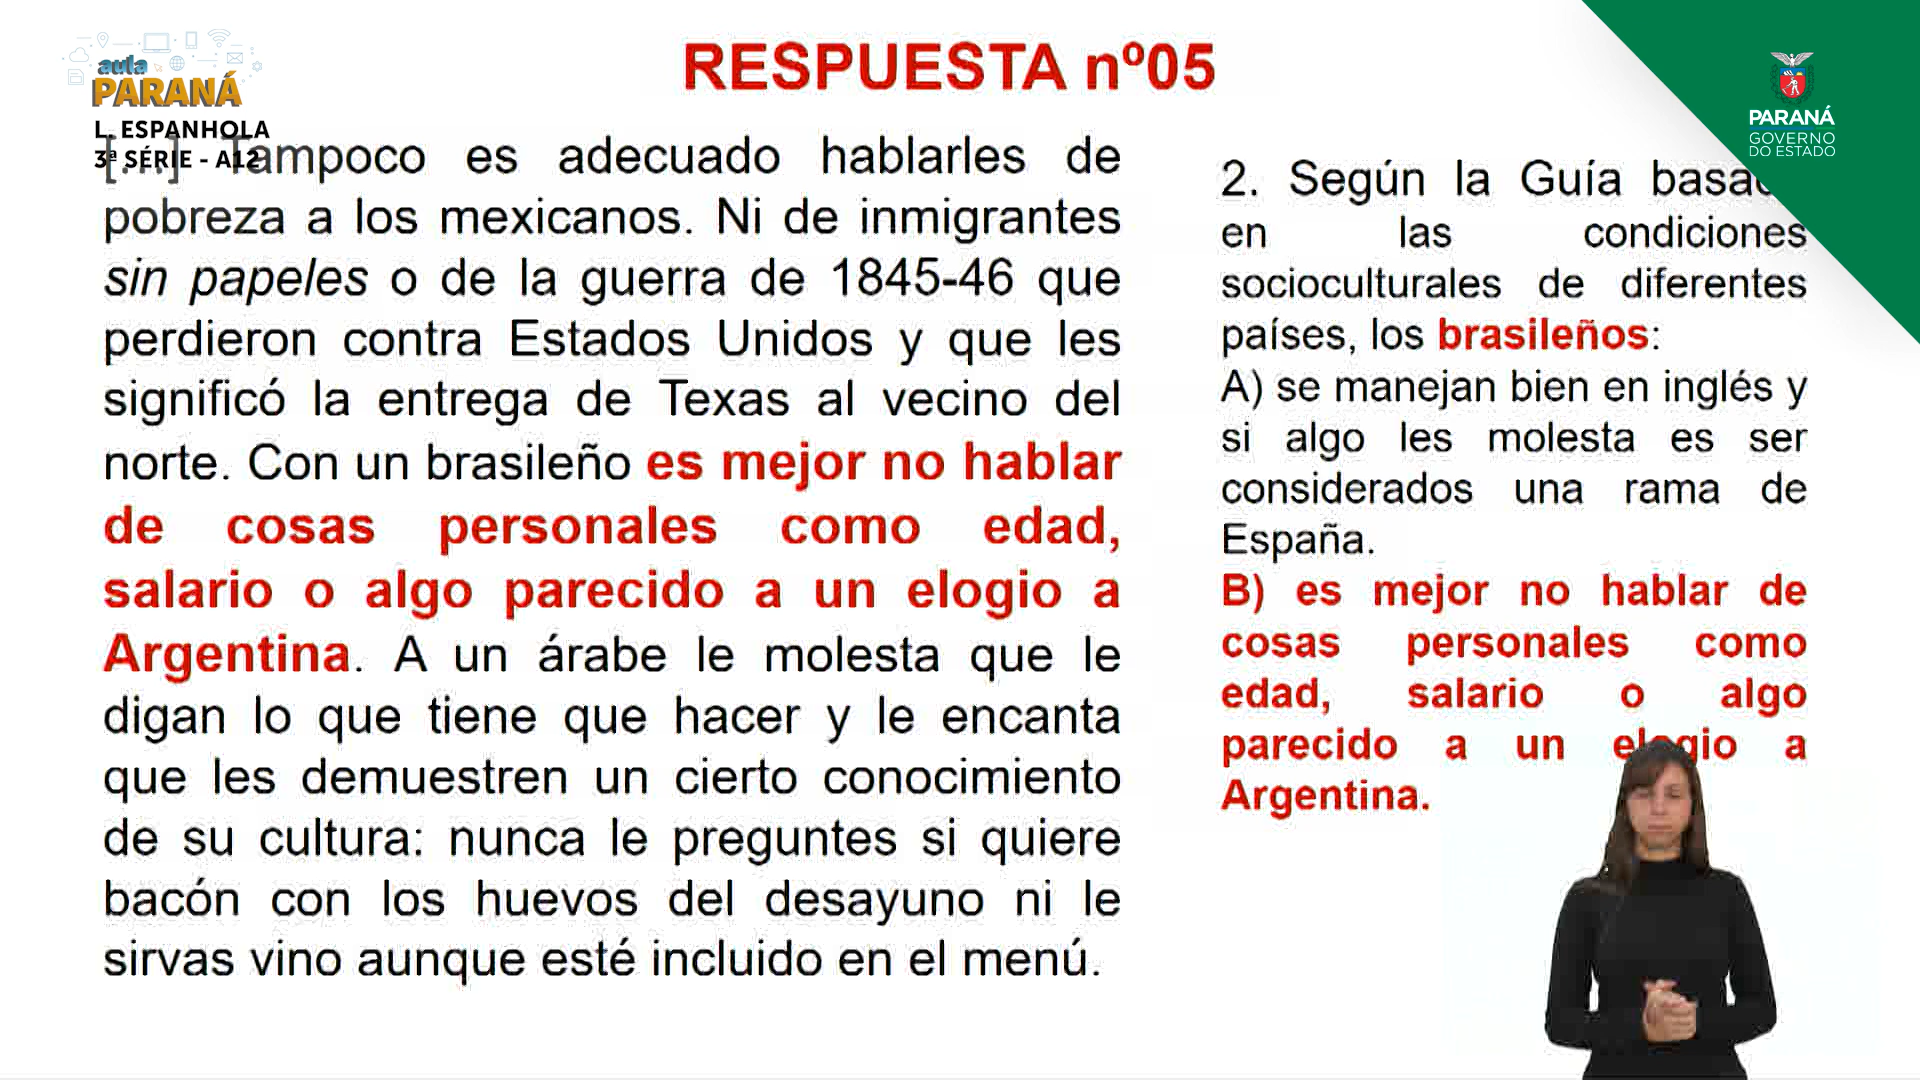 RESPUESTA nº05
aula
PARANÁ
L. ESPANHOLA
3ª SÉRIE - A12
PARANÁ
GOVERNO
DO ESTADO
[...] Tampoco es adecuado hablarles de
pobreza a los mexicanos. Ni de inmigrantes
sin papeles o de la guerra de 1845-46 que
perdieron contra Estados Unidos y que les
significó la entrega de Texas al vecino del
norte. Con un brasileño es mejor no hablar
de cosas personales como edad,
salario o algo parecido a un elogio a
Argentina. A un árabe le molesta que le
digan lo que tiene que hacer y le encanta
que les demuestren un cierto conocimiento
de su cultura: nunca le preguntes si quiere
bacón con los huevos del desayuno ni le
sirvas vino aunque esté incluido en el menú.
2. Según la Guía
en las condiciones
socioculturales de diferentes
países, los brasileños:
A) se manejan bien en inglés y
si algo les molesta es ser
considerados una rama de
España.
B) es mejor no hablar de
cosas personales como
edad, salario o algo
parecido a un elogio a
Argentina.